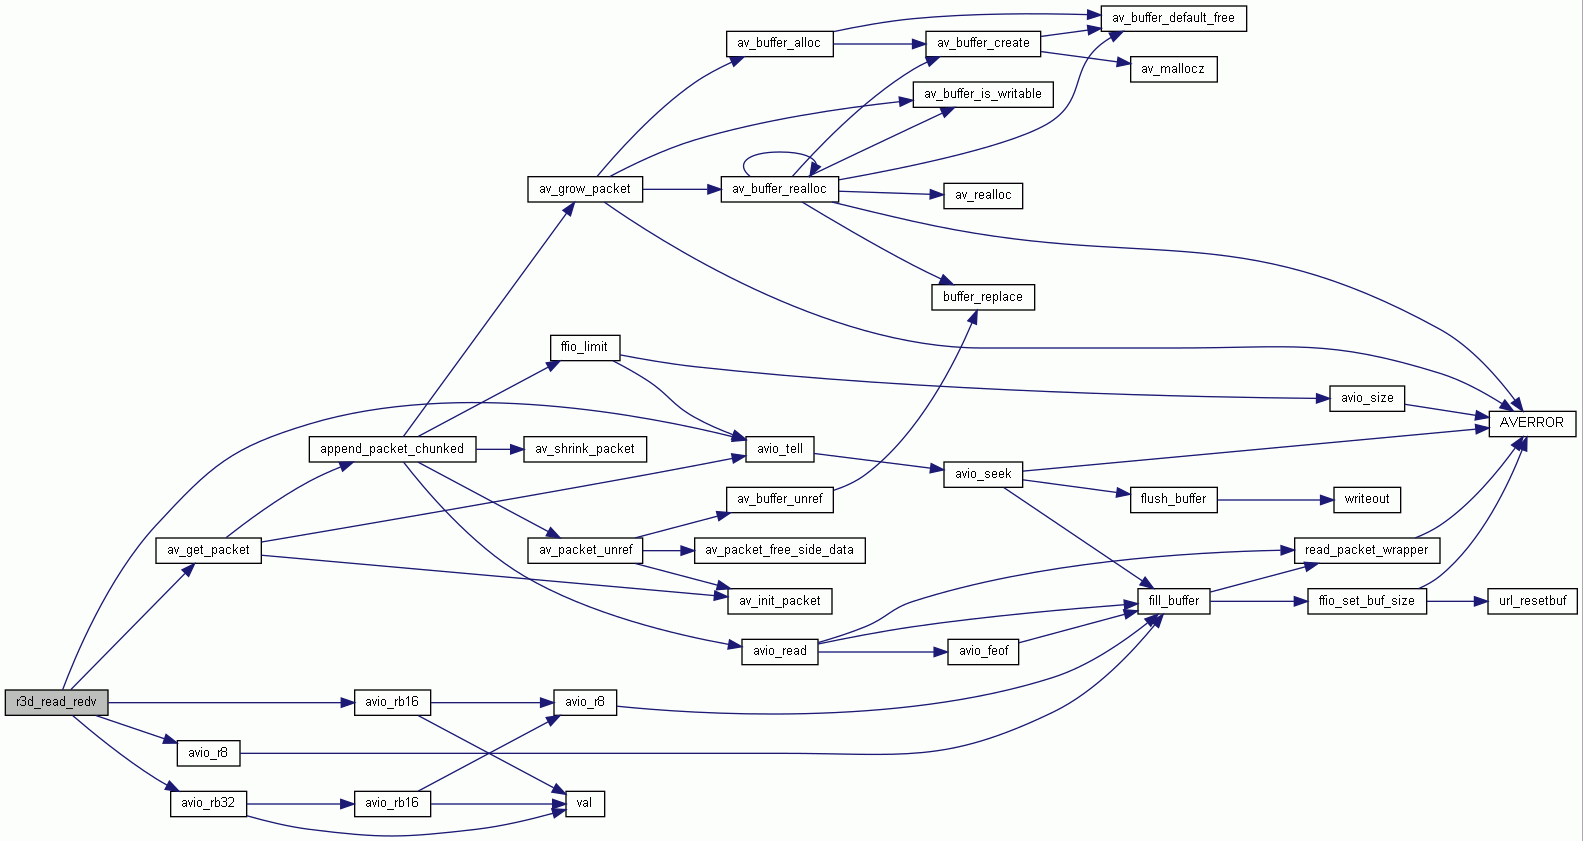 av_buffer_default_free
av_buffer_alloc
av_buffer_create
av_mallocz
av_buffer_is_writable
av_grow_packet
av_buffer_realloc
av_realloc
buffer_replace
ffio_limit
avio_size
AVERROR
append_packet_chunked
av_shrink_packet
avio_tell
avio_seek
av_buffer_unref
flush_buffer
writeout
av_get_packet
av_packet_unref
av_packet_free_side_data
read_packet_wrapper
av_init_packet
fill_buffer
ffio_set_buf_size
url_resetbuf
avio_read
avio_feof
r3d_read_redv
avio_rb16
avio_r8
avio_r8
avio_rb32
avio_rb16
val